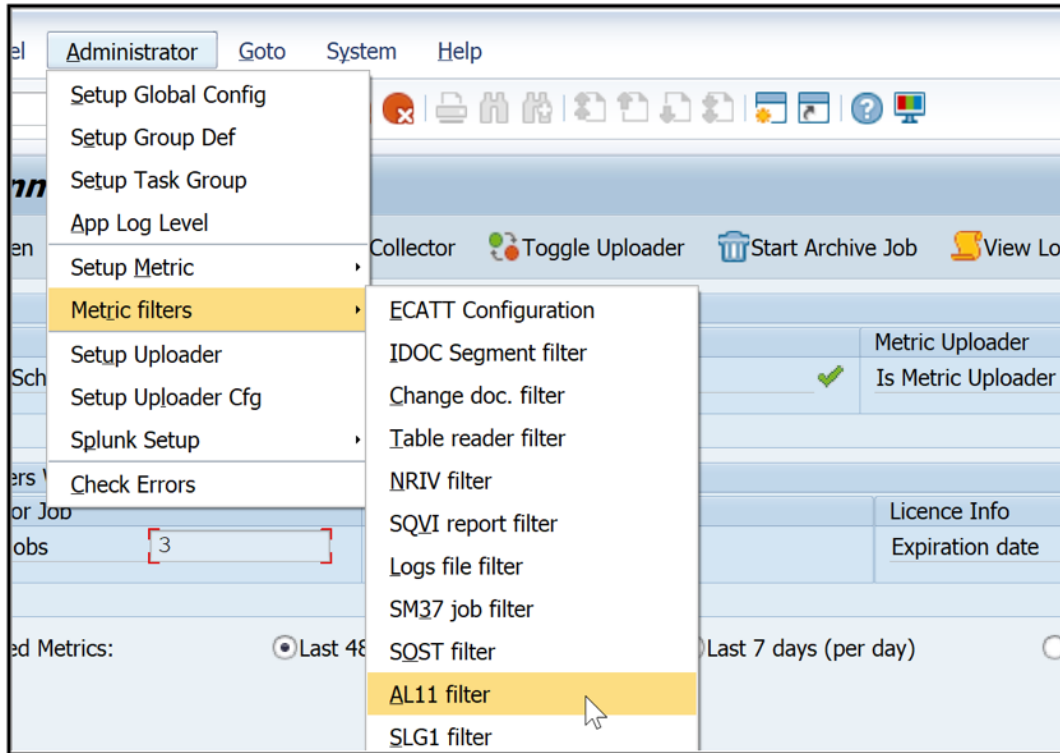 el Administrator Goto System Help
Setup Global Config
Setup Group Def
Setup Task Group
nn
App Log Level
en Collector Toggle Uploader Start Archive Job View Lo
Setup Metric
Metric filters
ECATT Configuration
Setup Uploader
IDOC Segment filter
Metric Uploader
Sch
Is Metric Uploader
Setup Uploader Cfg
Change doc. filter
Splunk Setup
Table reader filter
ers
Check Errors
NRIV filter
or Job
Licence Info
SQVI report filter
obs 3
Expiration date
Logs file filter
SM37 job filter
ed Metrics: Last 48 Last 7 days (per day)
SOST filter
AL11 filter
SLG1 filter